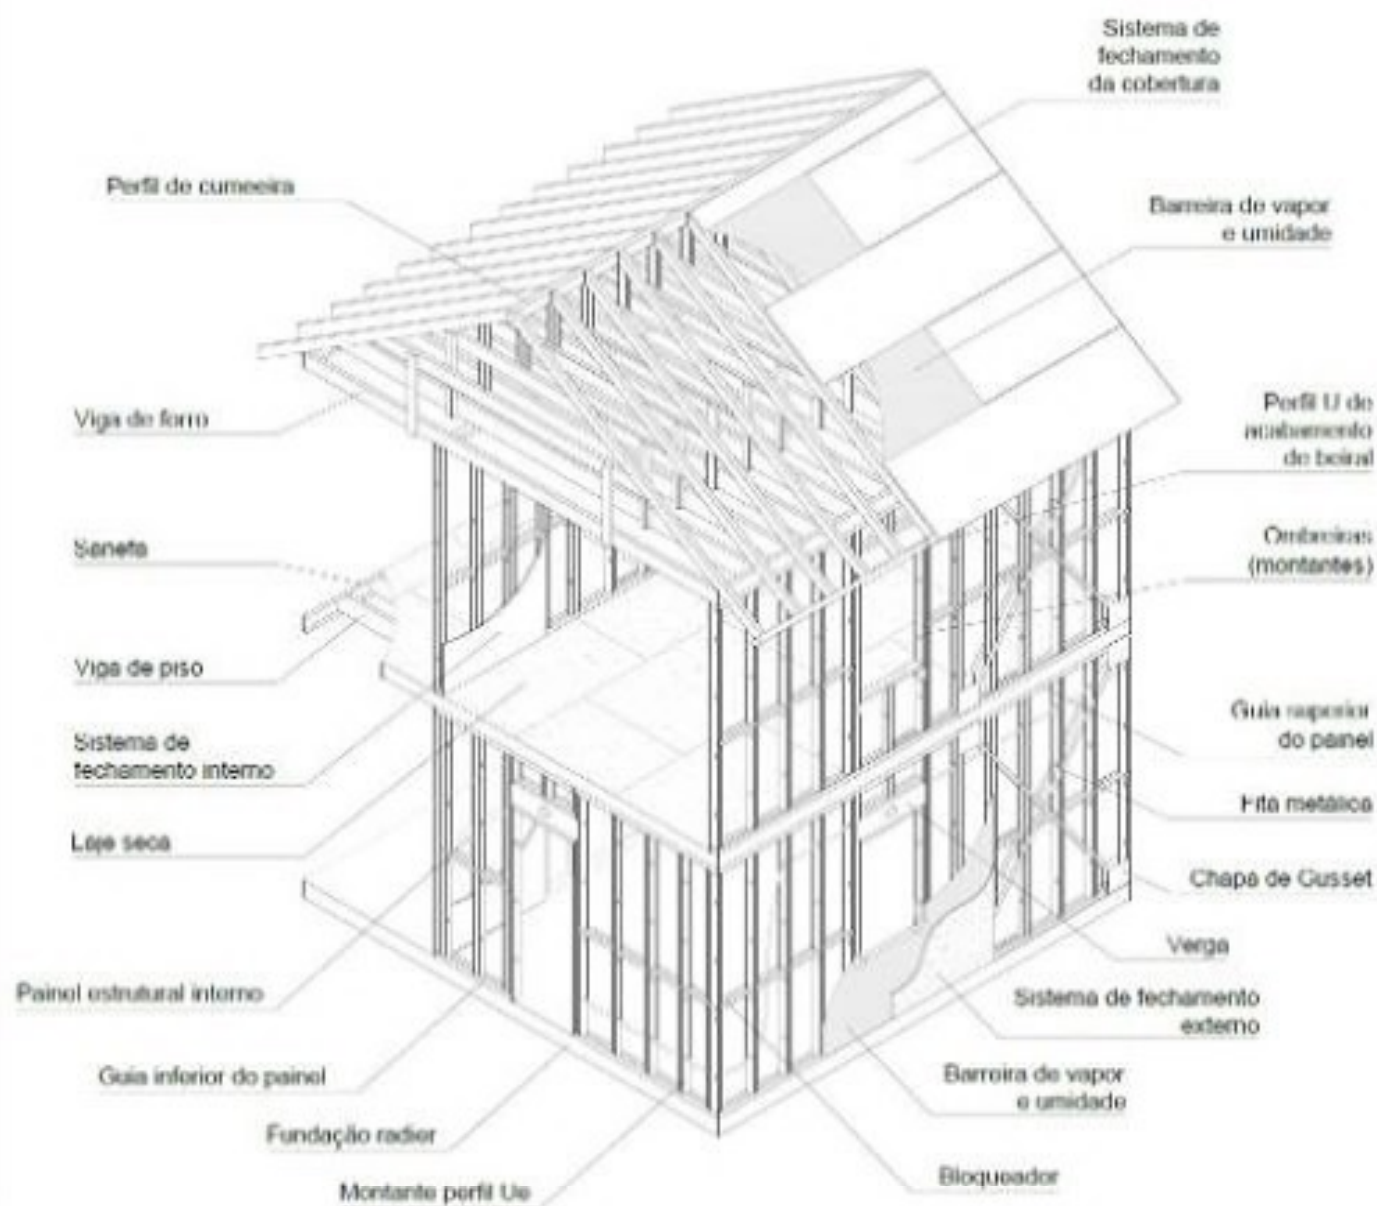 Sistema de
fechamento
da cobertura
Perfil de cumeeira
Barreira de vapor
e umidade
Viga de forro
Perfil U de
acabamento
de beiral
Saneta
Ombreiras
(montantes)
Viga de piso
Guia superior
do painel
Sistema de
fechamento interno
Fita metálica
Laje seca
Chapa de Gusset
Verga
Painel estrutural interno
Sistema de fechamento
externo
Guia inferior do painel
Barreira de vapor
e umidade
Fundação radier
Bloqueador
Montante perfil Ue